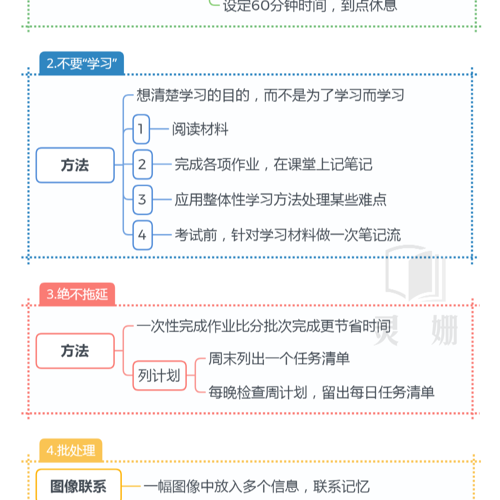 设定60分钟时间，到点休息
2.不要“学习”
想清楚学习的目的，而不是为了学习而学习
1 阅读材料
方法
2 完成各项作业，在课堂上记笔记
3 应用整体性学习方法处理某些难点
4 考试前，针对学习材料做一次笔记流
3.绝不拖延
一次性完成作业比分批次完成更节省时间
方法
周末列出一个任务清单
列计划
每晚检查周计划，留出每日任务清单
灵 姗
4.批处理
图像联系 一幅图像中放入多个信息，联系记忆